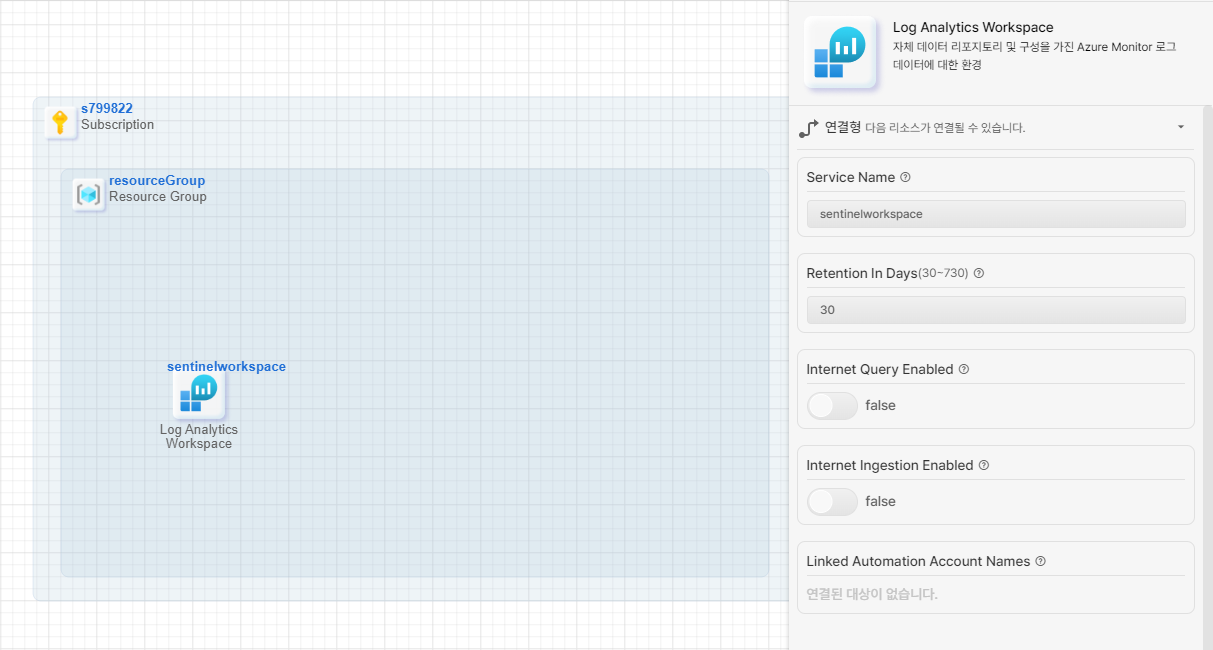 s799822
Subscription
resourceGroup
Resource Group
sentinelworkspace
Log Analytics
Workspace
Log Analytics Workspace
자체 데이터 리포지토리 및 구성을 가진 Azure Monitor 로그
데이터에 대한 환경
연결형 다음 리소스가 연결될 수 있습니다.
Service Name
sentinelworkspace
Retention In Days(30~730)
30
Internet Query Enabled
false
Internet Ingestion Enabled
false
Linked Automation Account Names
연결된 대상이 없습니다.